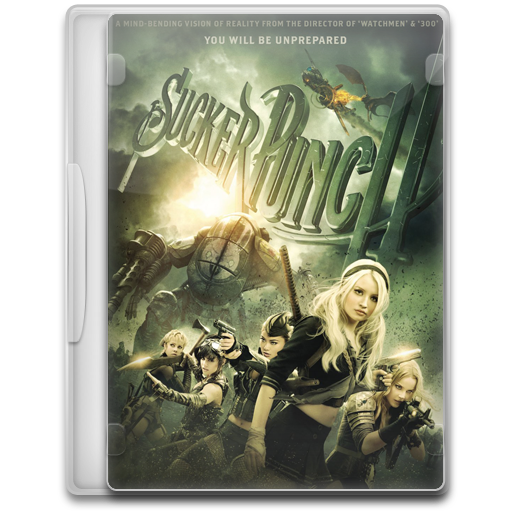 A MIND-BENDING VISION OF REALITY FROM THE DIRECTOR OF 'WATCHMEN' & '300'
YOU WILL BE UNPREPARED
SUCKER PUNCH